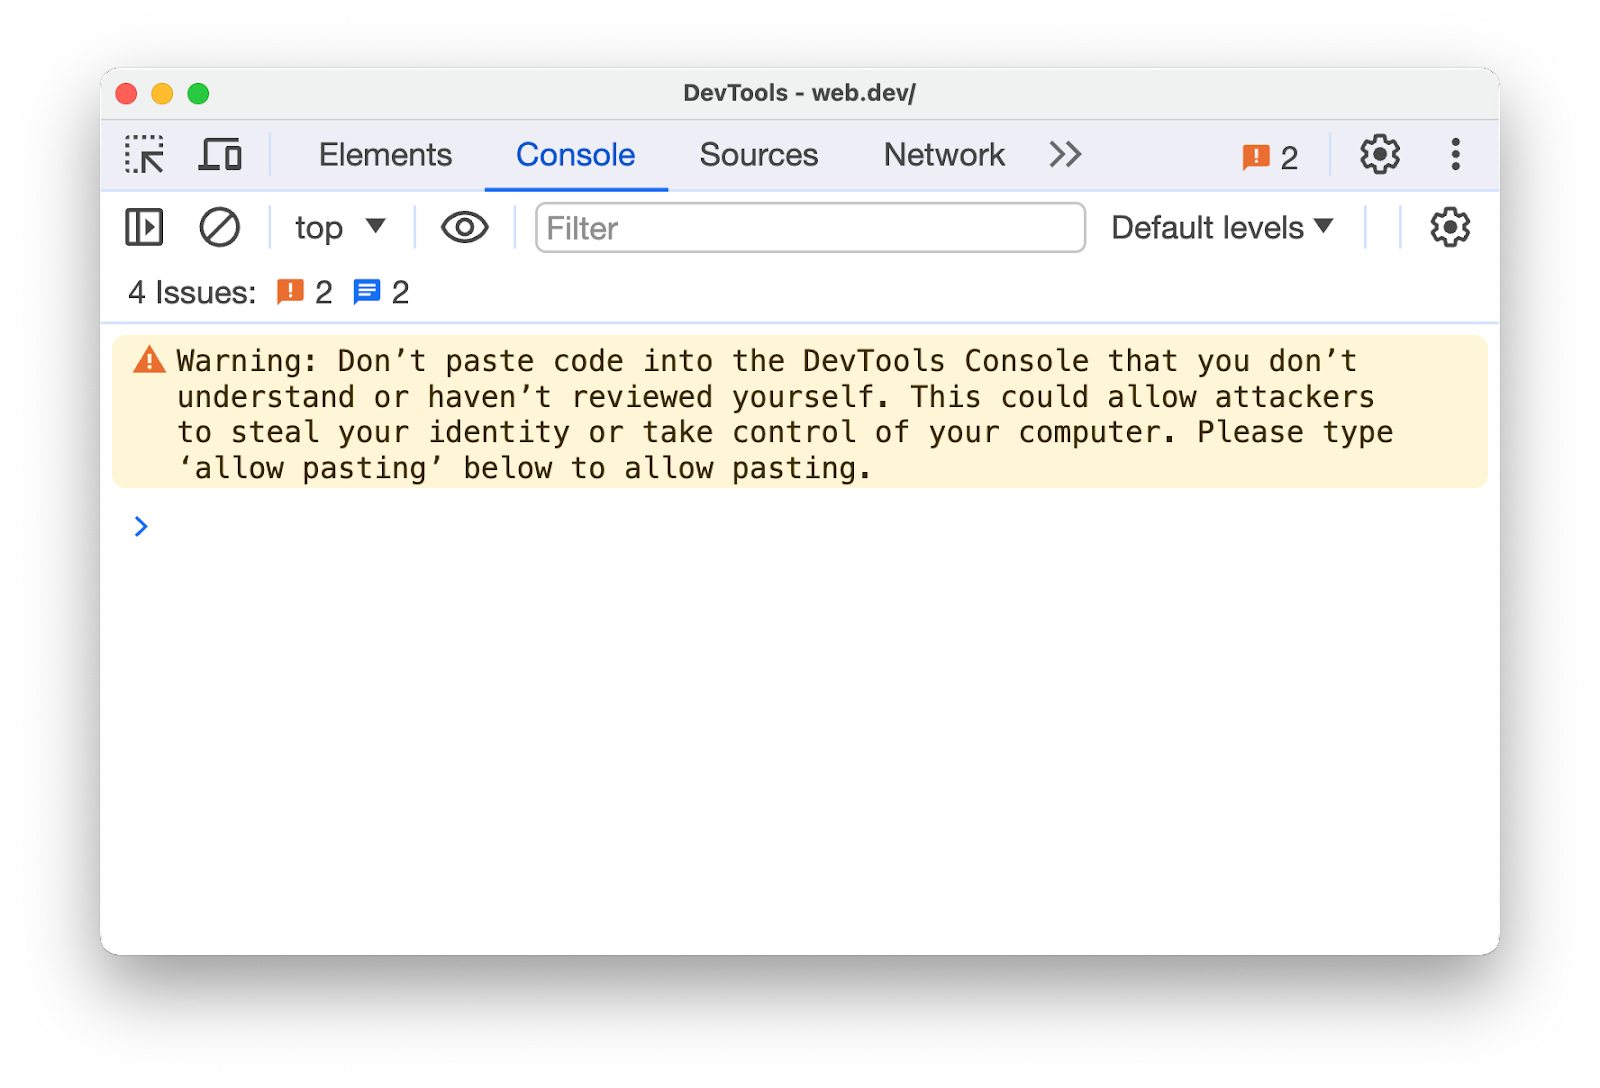 DevTools - web.dev/
Elements Console Sources Network 2
top Filter Default levels
4 Issues: 2 2
Warning: Don’t paste code into the DevTools Console that you don’t
understand or haven’t reviewed yourself. This could allow attackers
to steal your identity or take control of your computer. Please type
‘allow pasting’ below to allow pasting.